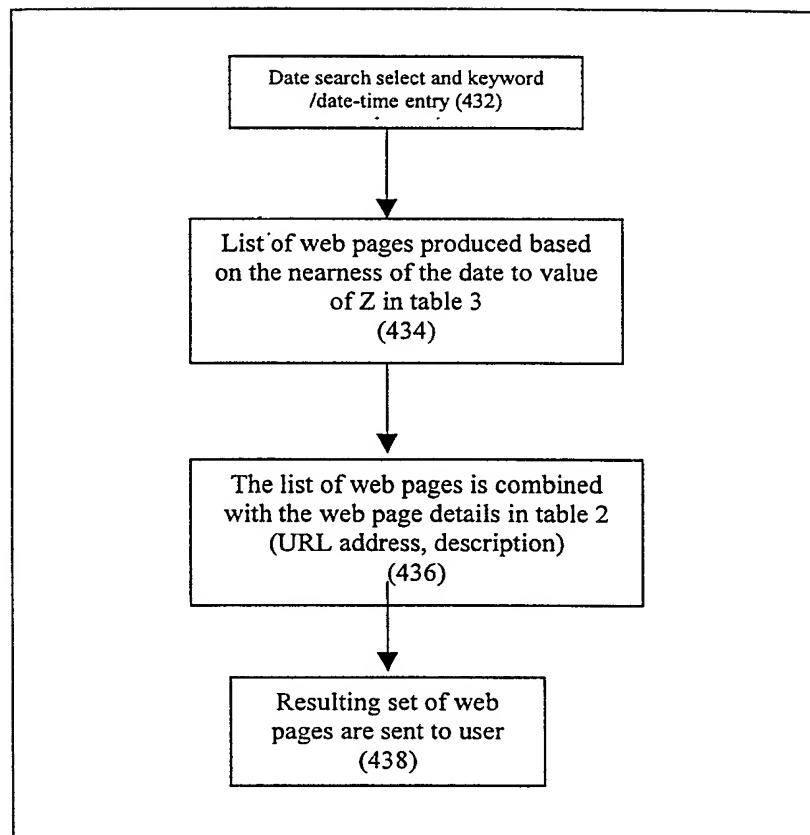 Date search select and keyword
/date-time entry (432)
List of web pages produced based
on the nearness of the date to value
of Z in table 3
(434)
The list of web pages is combined
with the web page details in table 2
(URL address, description)
(436)
Resulting set of web
pages are sent to user
(438)